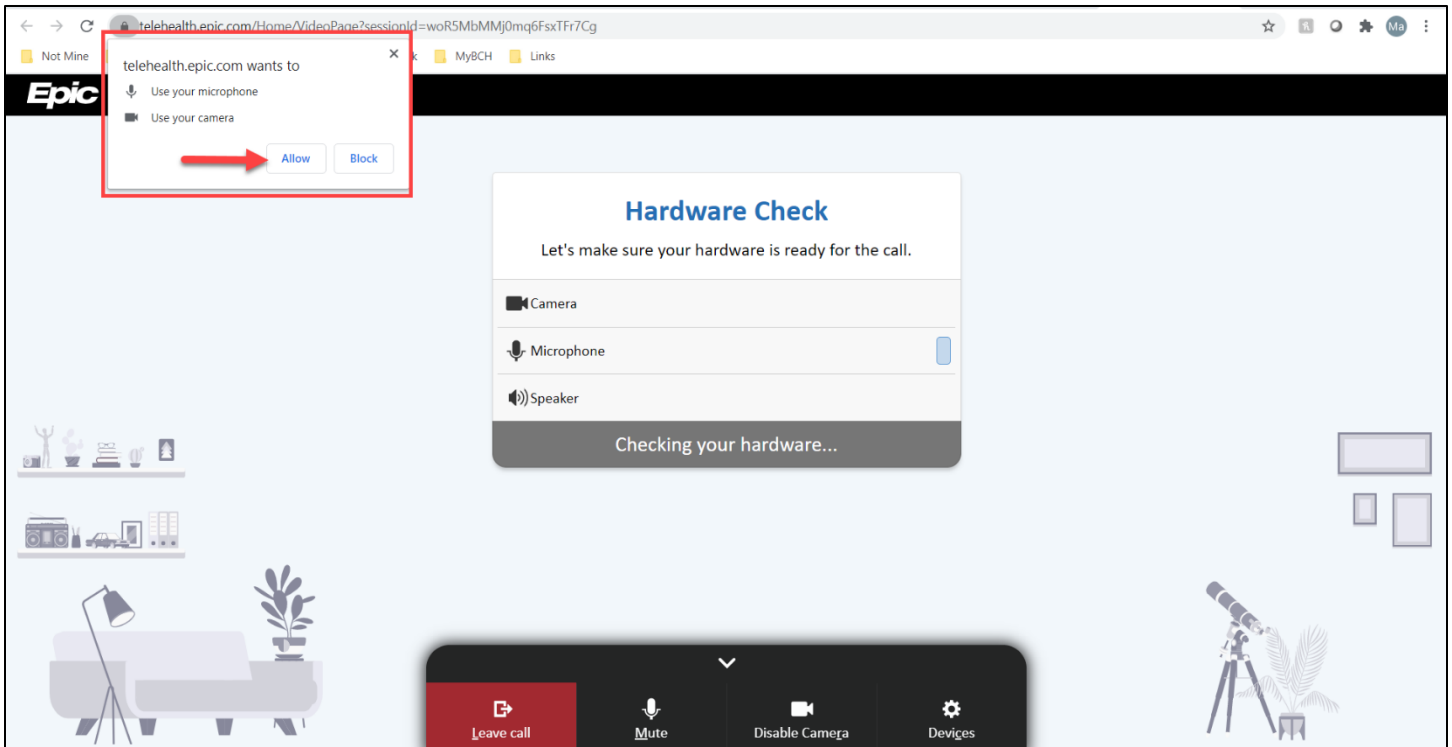 telehealth.epic.com/Home/VideoPage?sessionId=woR5MbMMj0mq6FsxTFr7Cg
Ma
Not Mine
k
MyBCH
Links
telehealth.epic.com wants to
Use your microphone
Use your camera
Allow
Block
Epic
Hardware Check
Let's make sure your hardware is ready for the call.
Camera
Microphone
Speaker
Checking your hardware...
Leave call
Mute
Disable Camera
Devices